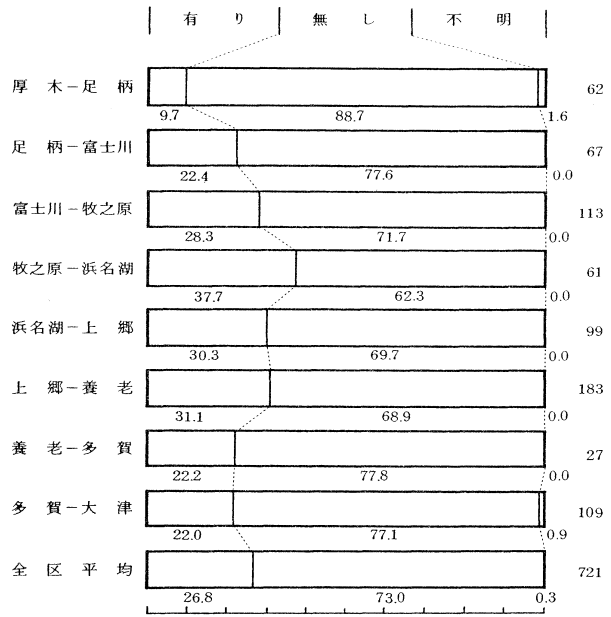 有り 無し 不明
厚木－足柄 62
9.7 88.7 1.6
足柄－富士川 67
22.4 77.6 0.0
富士川－牧之原 113
28.3 71.7 0.0
牧之原－浜名湖 61
37.7 62.3 0.0
浜名湖－上郷 99
30.3 69.7 0.0
上郷－養老 183
31.1 68.9 0.0
養老－多賀 27
22.2 77.8 0.0
多賀－大津 109
22.0 77.1 0.9
全区平均 721
26.8 73.0 0.3